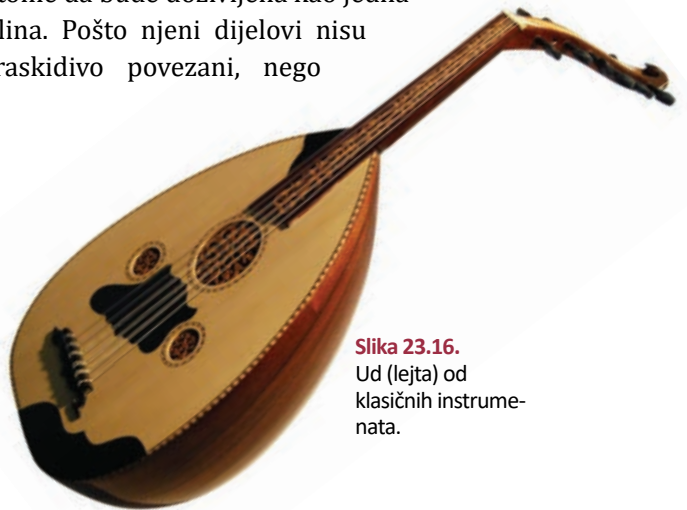 da bude doživljena kao jedna
lina. Pošto njeni dijelovi nisu
raskidivo povezani, nego
Slika 23.16.
Ud (lejta) od
klasičnih instrume-
nata.